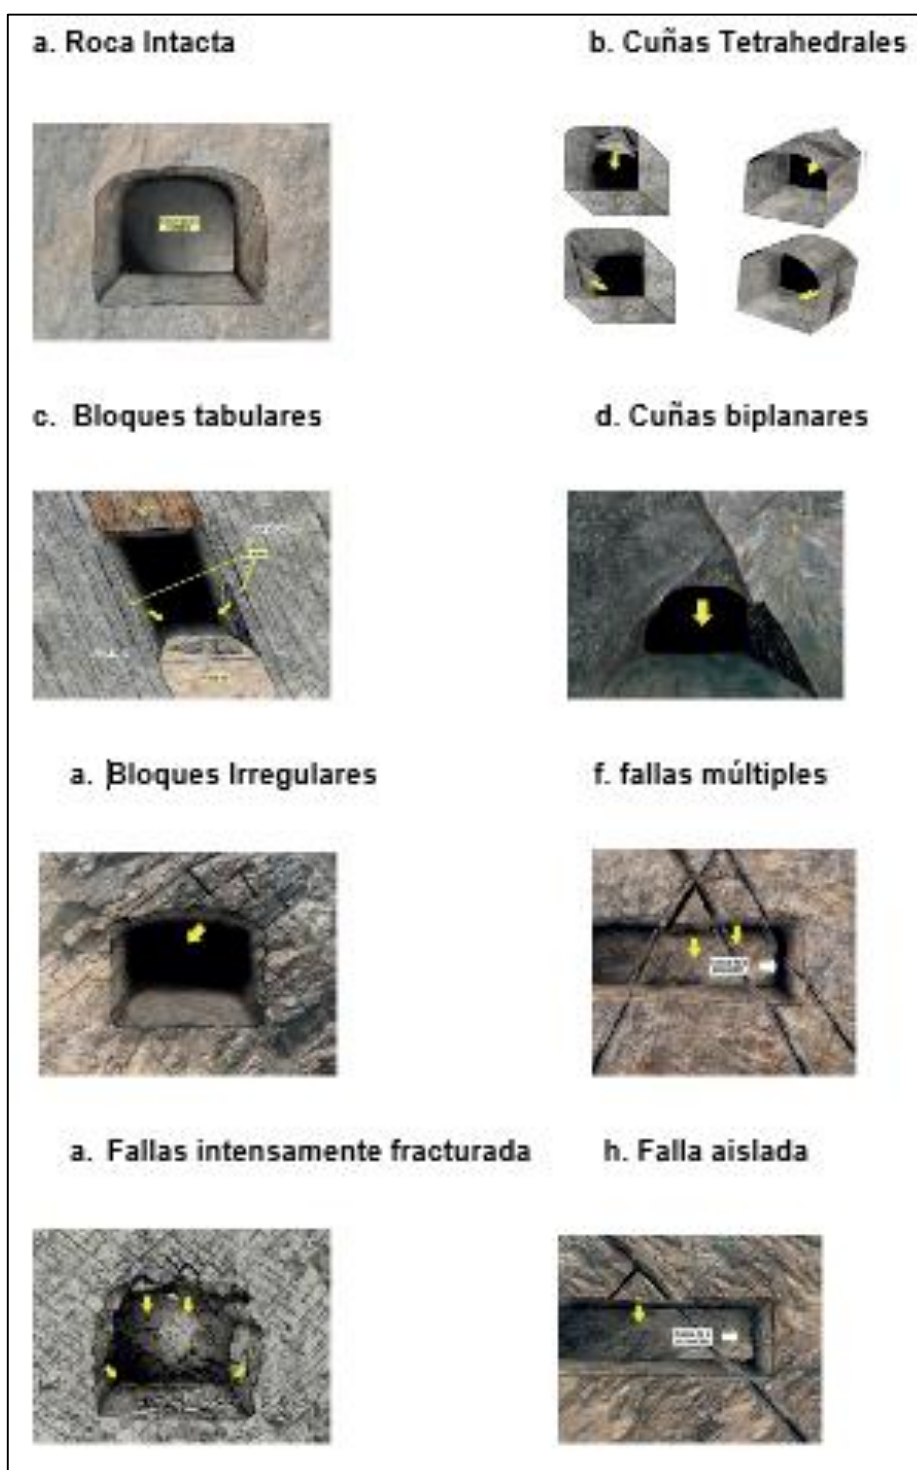 a. Roca Intacta
b. Cuñas Tetrahedrales
c. Bloques tabulares
d. Cuñas biplanares
a. Bloques Irregulares
f. fallas múltiples
a. Fallas intensamente fracturada
h. Falla aislada